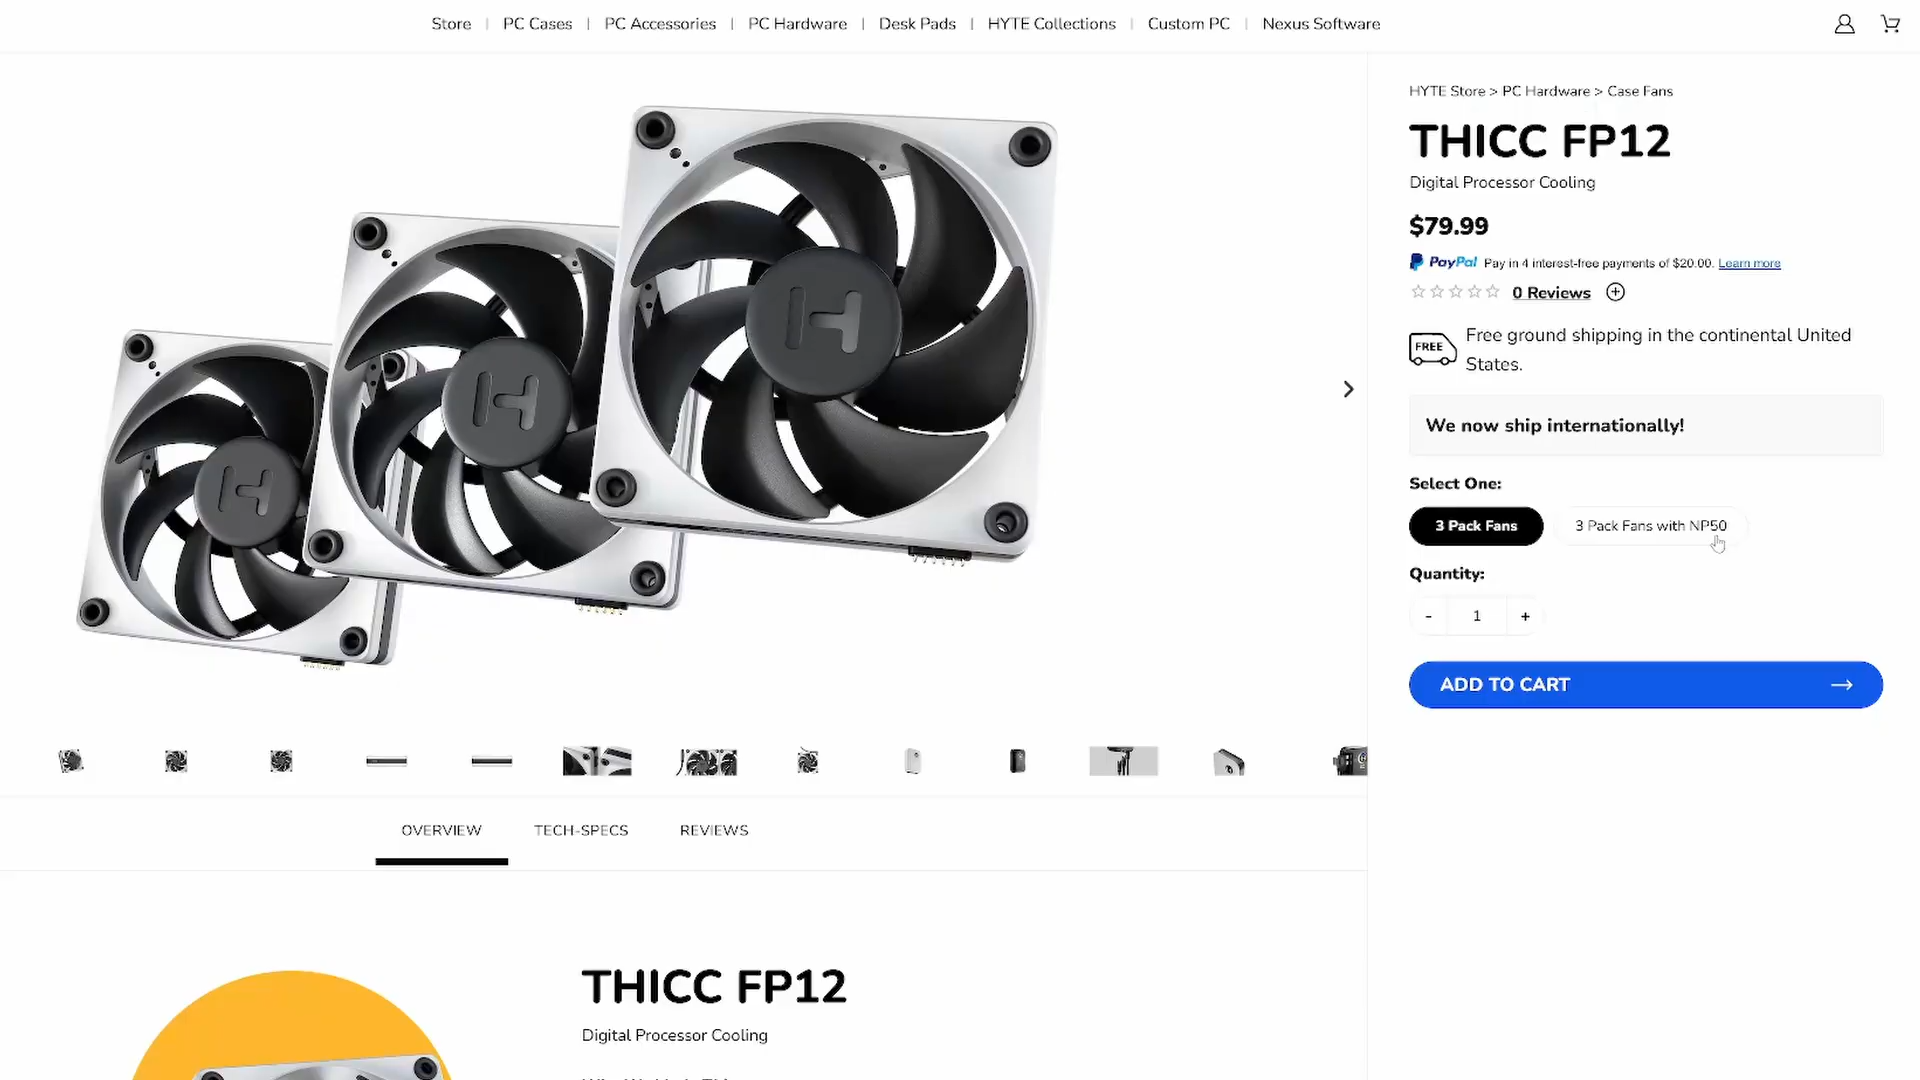 Store | PC Cases | PC Accessories | PC Hardware | Desk Pads | HYTE Collections | Custom PC | Nexus Software
HYTE Store > PC Hardware > Case Fans
THICC FP12
Digital Processor Cooling
$79.99
PayPal Pay in 4 interest-free payments of $20.00. Learn more
0 Reviews
FREE
Free ground shipping in the continental United
States.
We now ship internationally!
Select One:
3 Pack Fans
3 Pack Fans with NP50
Quantity:
- 1 +
ADD TO CART
OVERVIEW TECH-SPECS REVIEWS
THICC FP12
Digital Processor Cooling